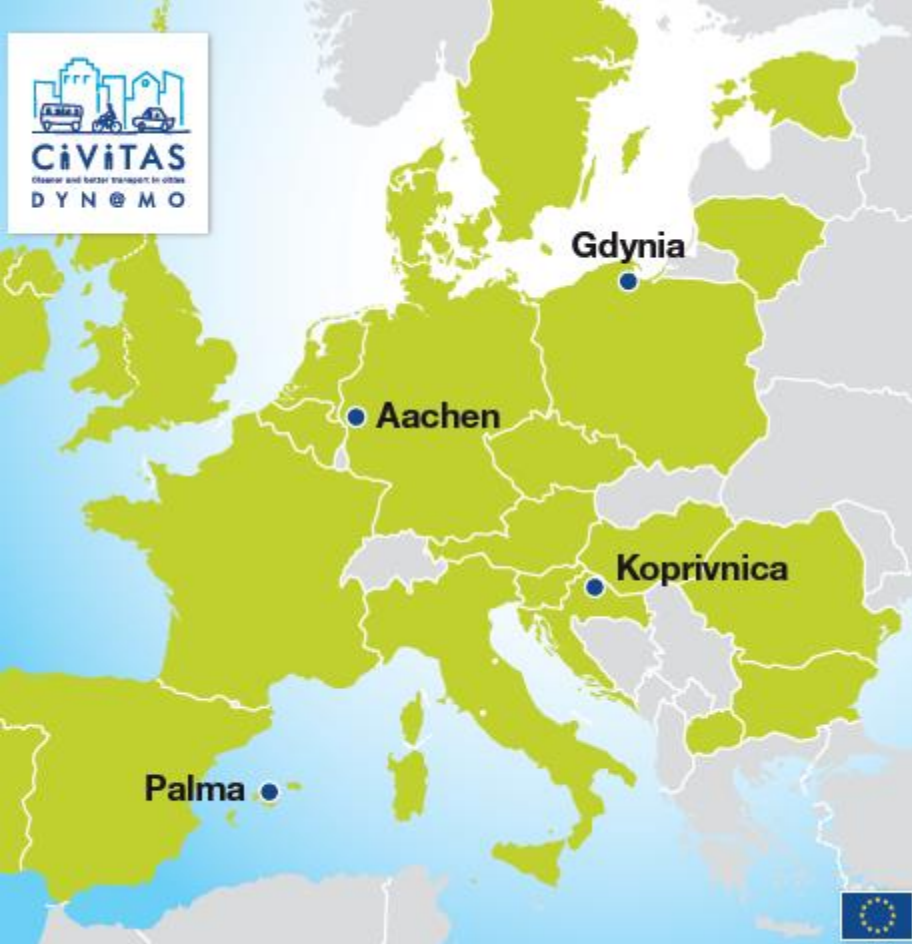 CiViTAS
Cleaner and better transport in cities
DYN@MO
Gdynia
Aachen
Koprivnica
Palma